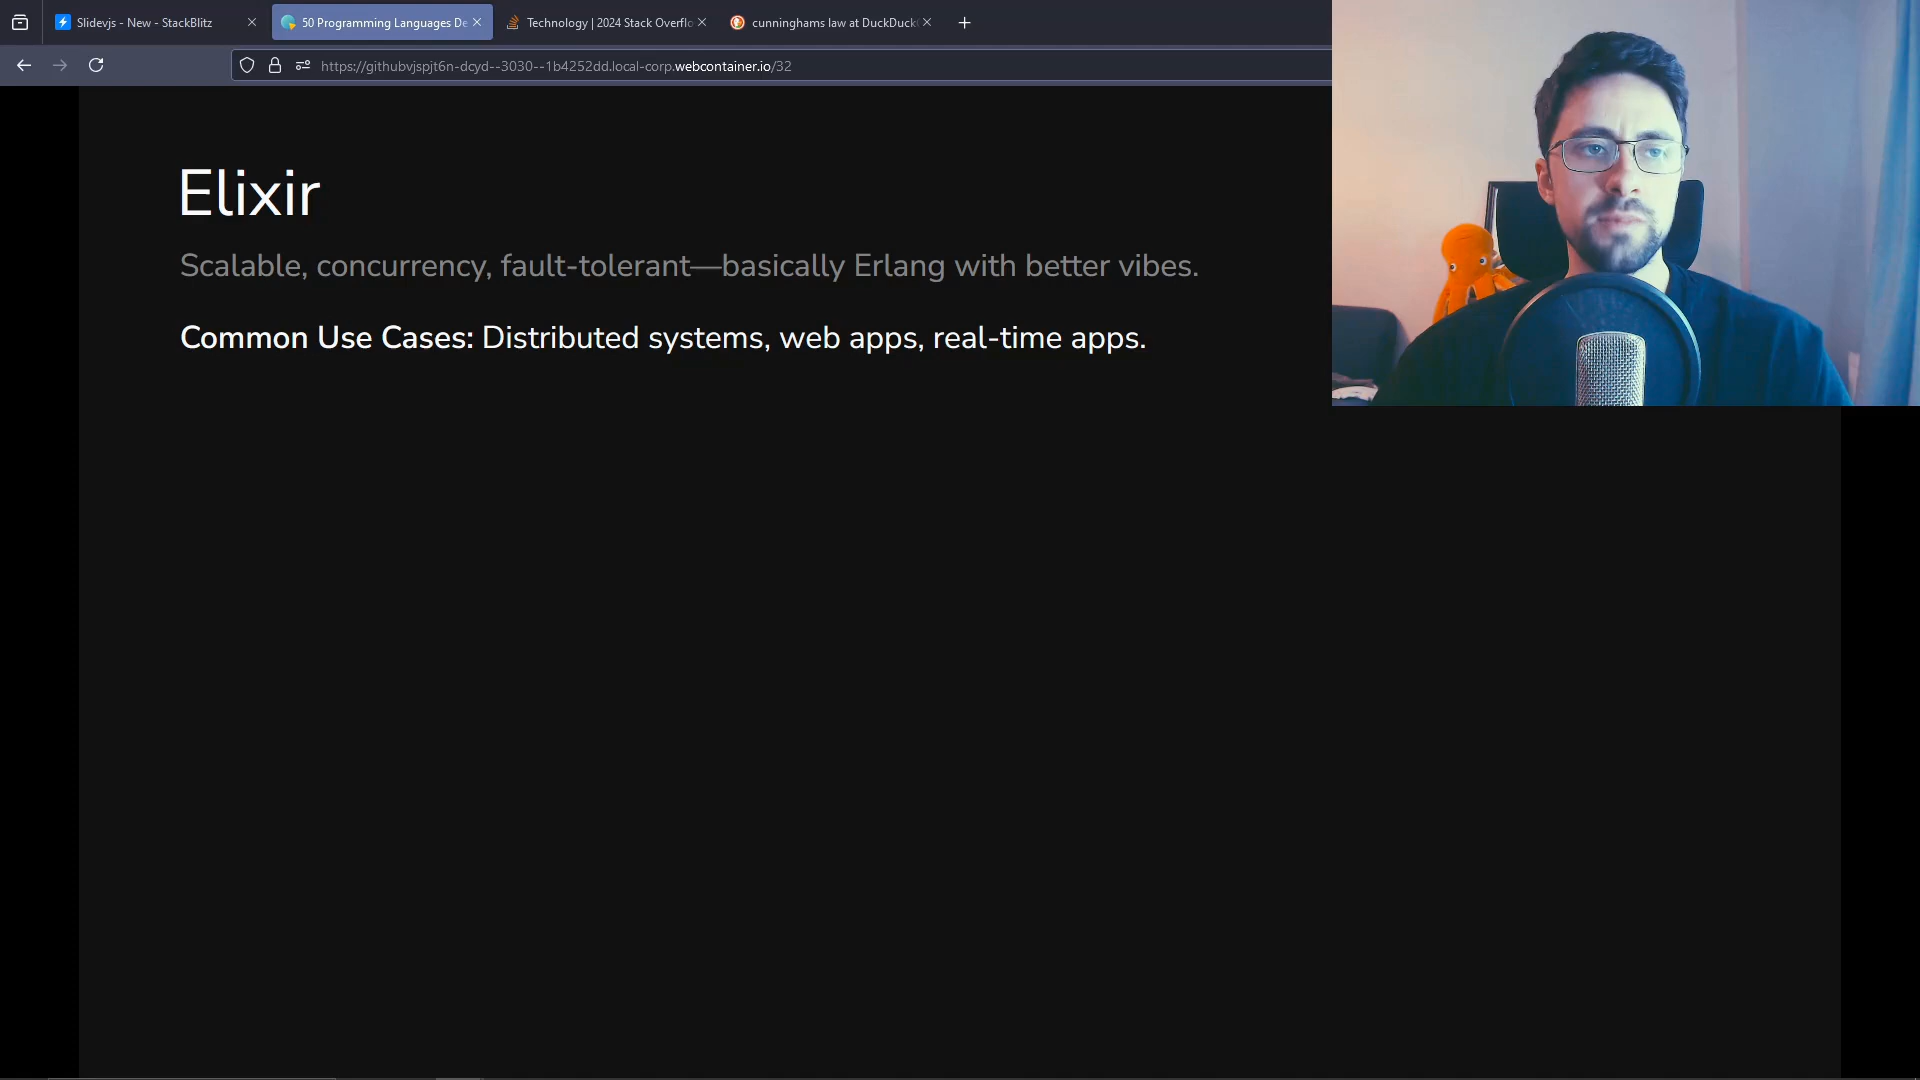 Slidevjs - New - StackBlitz
50 Programming Languages De
Technology | 2024 Stack Overflo
cunninghams law at DuckDuck
https://githubvjspjt6n-dcyd--3030--1b4252dd.local-corp.webcontainer.io/32
Elixir
Scalable, concurrency, fault-tolerant—basically Erlang with better vibes.
Common Use Cases: Distributed systems, web apps, real-time apps.